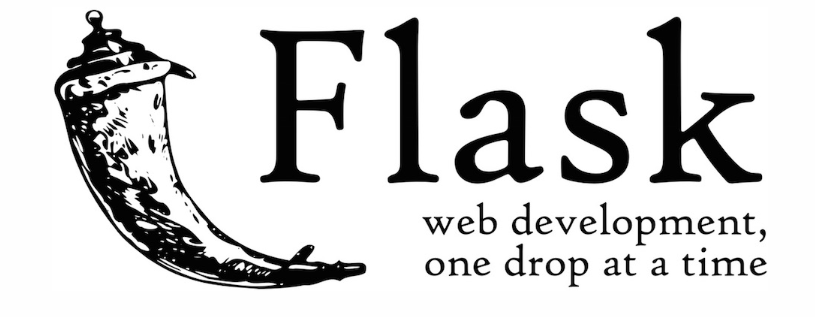 Flask
web development,
one drop at a time